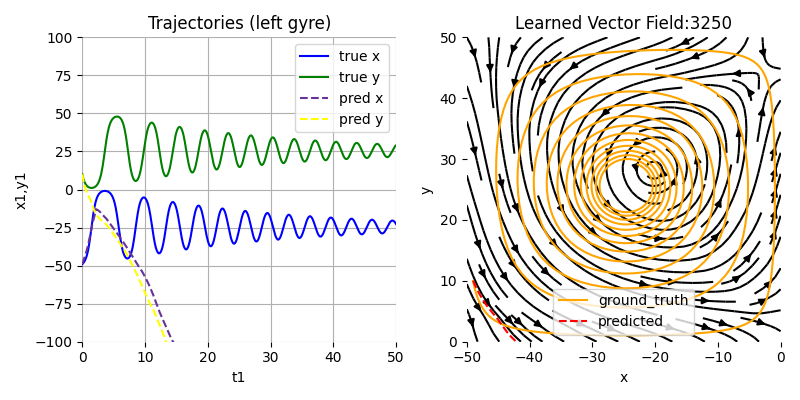 Trajectories (left gyre)
x1,y1
100
75
50
25
0
−25
−50
−75
−100
true x
true y
pred x
pred y
0
10
20
30
40
50
t1
Learned Vector Field:3250
y
50
40
30
20
10
0
ground_truth
predicted
−50
−40
−30
−20
−10
0
x